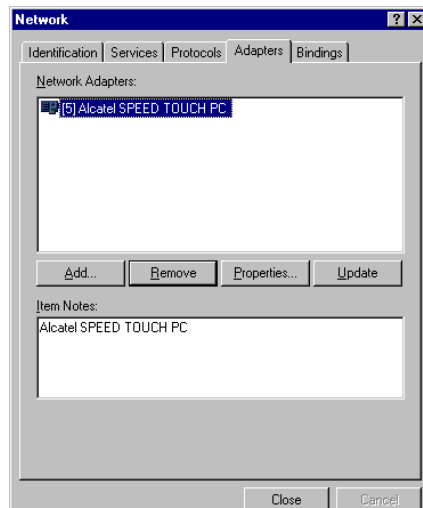 Network
Identification Services Protocols Adapters Bindings
Network Adapters:
[5] Alcatel SPEED TOUCH PC
Add... Remove Properties... Update
Item Notes:
Alcatel SPEED TOUCH PC
Close Cancel